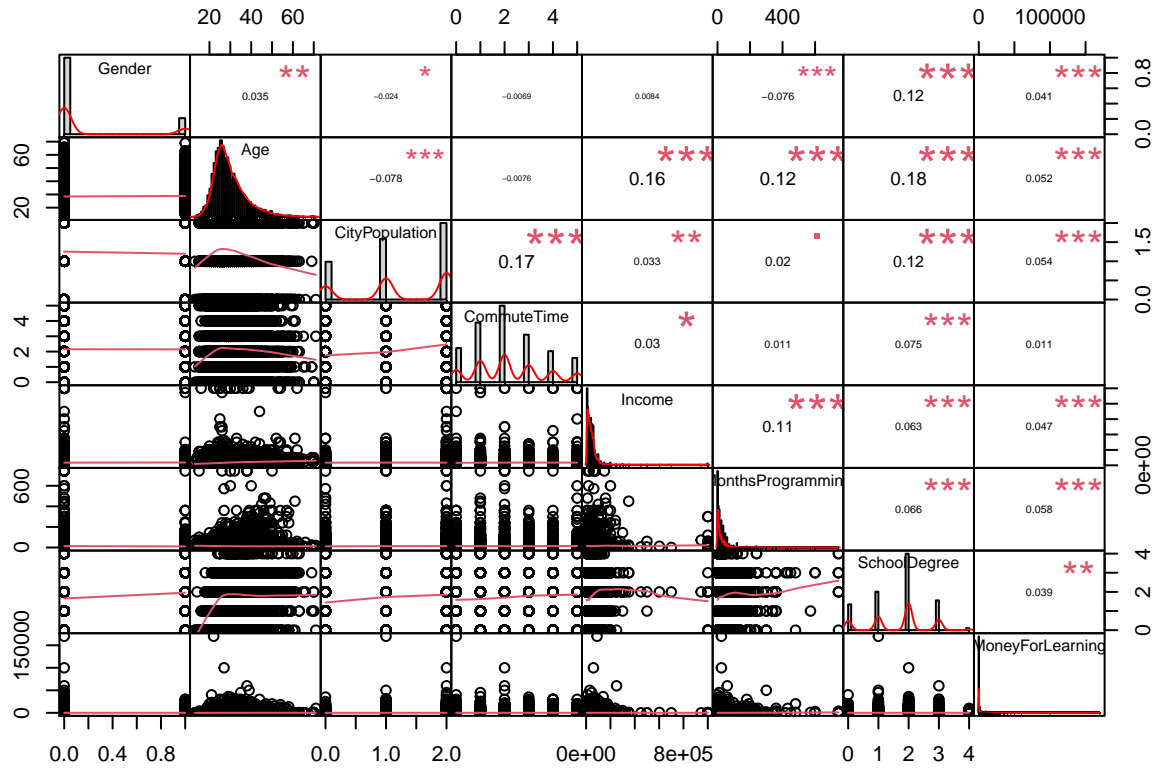 20 40 60 0 2 4 0 400 0 100000
Gender ** 0.035 * −0.024 −0.0069 0.0084 *** −0.076 *** 0.12 *** 0.041 0.0 0.8
20 60 Age *** −0.078 −0.0076 *** 0.16 *** 0.12 *** 0.18 *** 0.052
CityPopulation *** 0.17 ** 0.033 0.02 *** 0.12 *** 0.054 0.0 1.5
0 2 4 CommuteTime * 0.03 0.011 *** 0.075 0.011
Income *** 0.11 *** 0.063 *** 0.047 0e+00
0 600 onthsProgrammin *** 0.066 *** 0.058
SchoolDegree ** 0.039 0 2 4
0 150000 MoneyForLearning
0.0 0.4 0.8 0.0 1.0 2.0 0e+00 8e+05 0 1 2 3 4